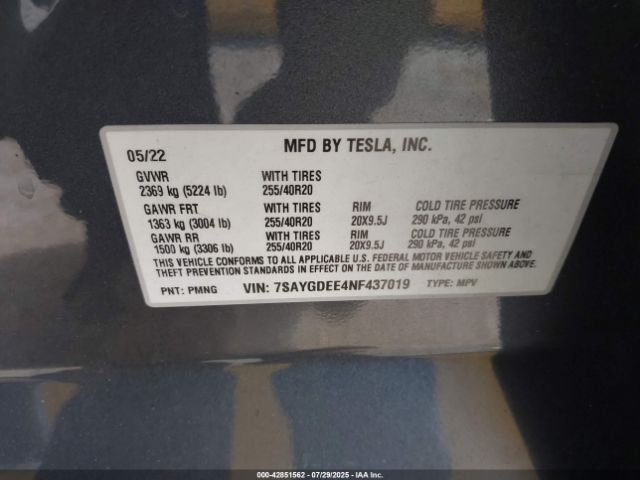 MFD BY TESLA, INC.
05/22
GVWR WITH TIRES
2369 kg (5224 lb) 255/40R20
GAWR FRT WITH TIRES RIM COLD TIRE PRESSURE
1363 kg (3004 lb) 255/40R20 20X9.5J 290 kPa, 42 psi
GAWR RR WITH TIRES RIM COLD TIRE PRESSURE
1500 kg (3306 lb) 255/40R20 20X9.5J 290 kPa, 42 psi
THIS VEHICLE CONFORMS TO ALL APPLICABLE U.S. FEDERAL MOTOR VEHICLE SAFETY AND
THEFT PREVENTION STANDARDS IN EFFECT ON THE DATE OF MANUFACTURE SHOWN ABOVE.
PNT: PMNG VIN: 7SAYGDEE4NF437019 TYPE: MPV
000-42851562 - 07/29/2025 - IAA Inc.